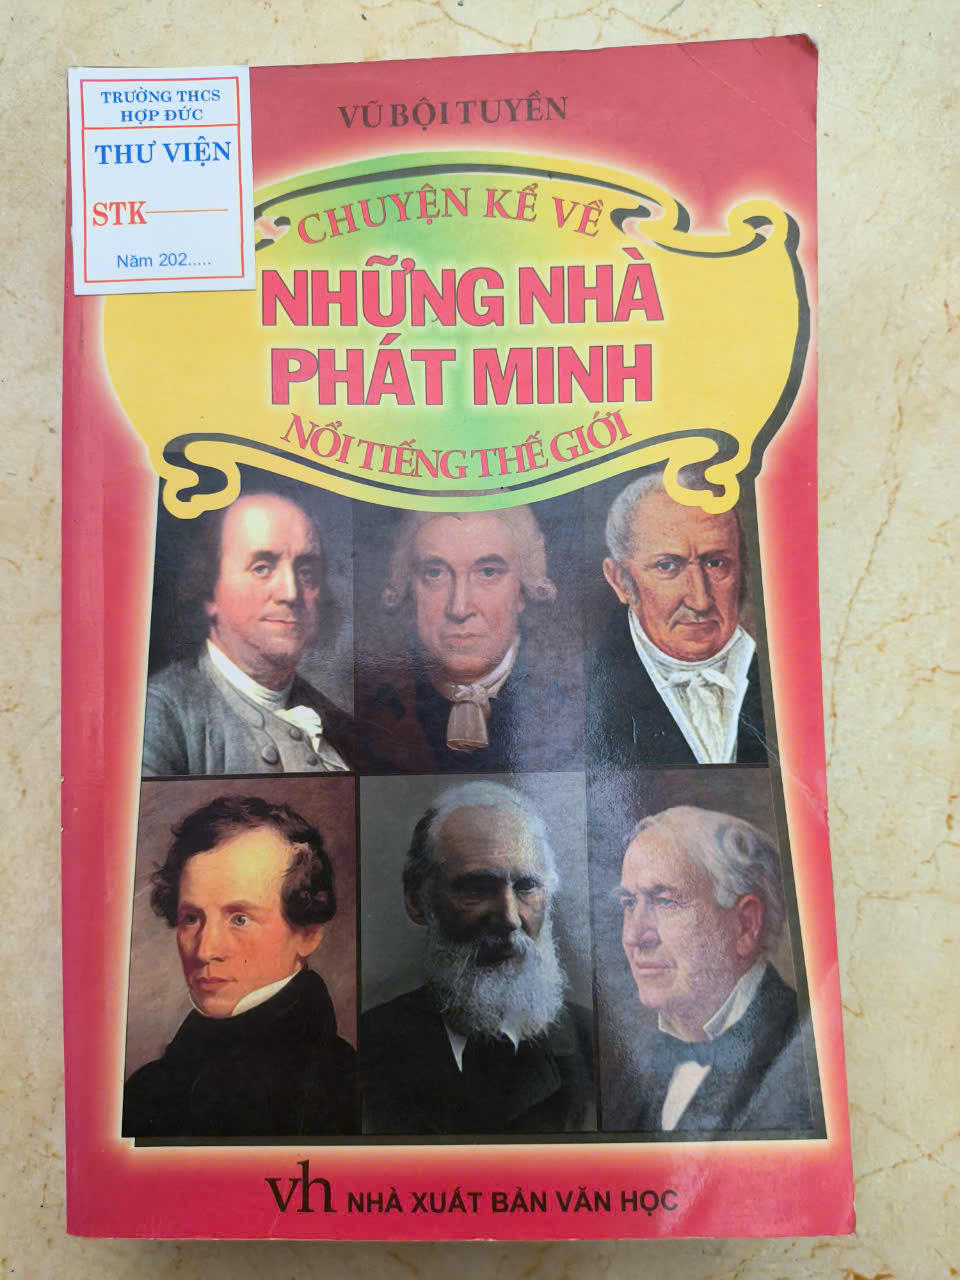 TRƯỜNG THCS
HỢP ĐỨC
THƯ VIỆN
STK
Năm 202.....
VŨ BỘI TUYỀN
CHUYỆN KỂ VỀ
NHỮNG NHÀ
PHÁT MINH
NỔI TIẾNG THẾ GIỚI
vh NHÀ XUẤT BẢN VĂN HỌC